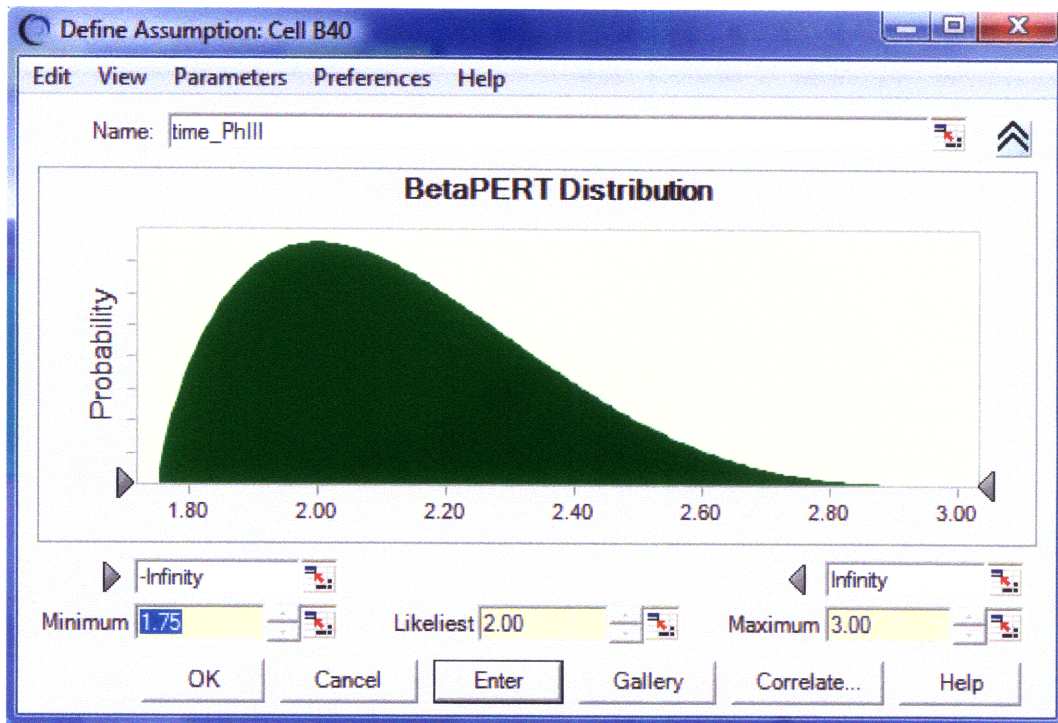 Define Assumption: Cell B40
Edit View Parameters Preferences Help
Name: time_PhIII
BetaPERT Distribution
Probability
1.80 2.00 2.20 2.40 2.60 2.80 3.00
-Infinity Infinity
Minimum 1.75 Likeliest 2.00 Maximum 3.00
OK Cancel Enter Gallery Correlate... Help